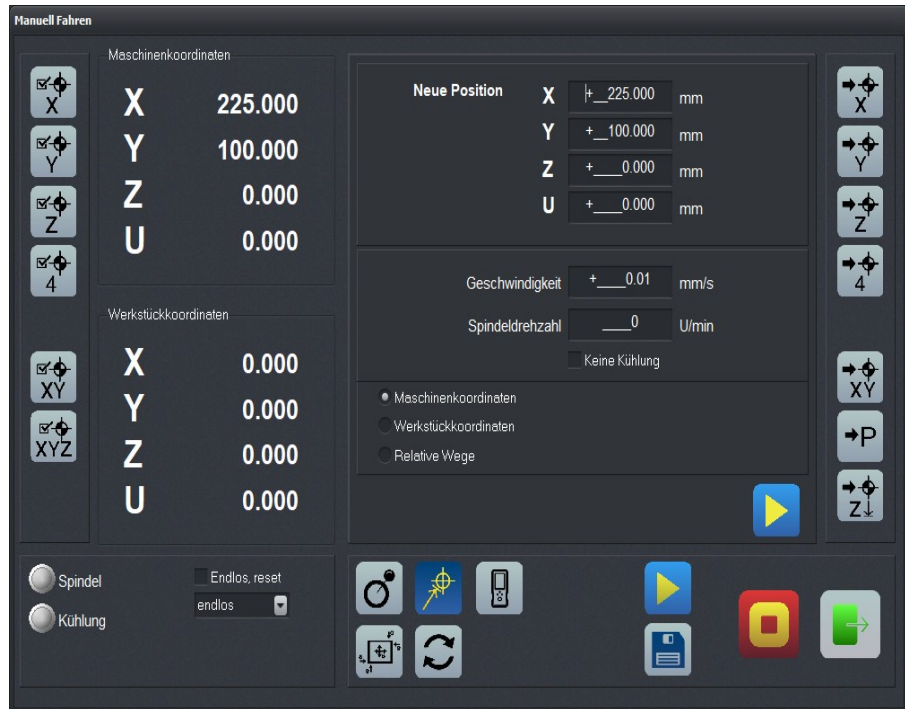 Manuell Fahren
Maschinenkoordinaten
X 225.000
Y 100.000
Z 0.000
U 0.000
Werkstückkoordinaten
X 0.000
Y 0.000
Z 0.000
U 0.000
X
Y
Z
4
XY
XYZ
Neue Position X +__225.000 mm
Y +__100.000 mm
Z +____0.000 mm
U +____0.000 mm
Geschwindigkeit +____0.01 mm/s
Spindeldrehzahl ____0 U/min
Keine Kühlung
Maschinenkoordinaten
Werkstückkoordinaten
Relative Wege
X
Y
Z
4
XY
P
Z
Spindel
Kühlung
Endlos, reset
endlos